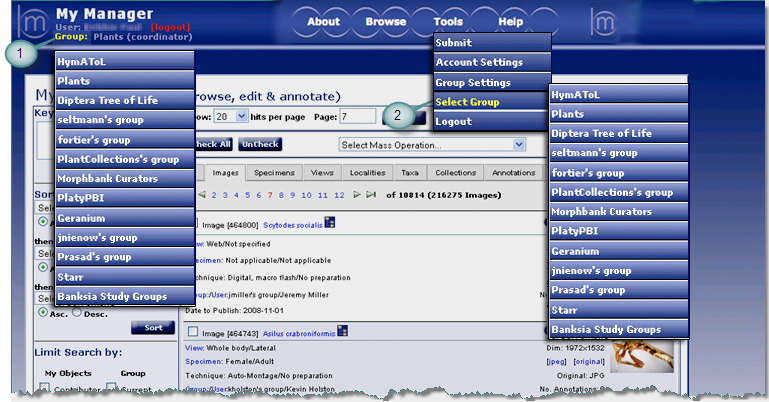 My Manager
User: [logout]
Group: Plants (coordinator)
About Browse Tools Help
1
HymAToL
Plants
Diptera Tree of Life
seltmann's group
fortier's group
PlantCollections's group
Morphbank Curators
PlatyPBI
Geranium
jnienow's group
Prasad's group
Starr
Banksia Study Groups
Submit
Account Settings
Group Settings
2
Select Group
Logout
HymAToL
Plants
Diptera Tree of Life
seltmann's group
fortier's group
PlantCollections's group
Morphbank Curators
PlatyPBI
Geranium
jnienow's group
Prasad's group
Starr
Banksia Study Groups
My rowse, edit & annotate)
Key ow: 20 hits per page Page: 7
heck All UnCheck Select Mass Operation...
Images Specimens Views Localities Taxa Collections Annotations
2 3 4 5 6 7 8 9 10 11 12 of 10814 (216275 Images)
Sor
Sele
A
then
Sele
A
then
Sele
Asc. Desc.
Sort
Limit Search by:
My Objects Group
Contributor Current
Image [464800] Scytodes socialis
ew: Web/Not specified
ecimen: Not applicable/Not applicable
chnique: Digital, macro flash/No preparation
oup:/User:jmiller's group/Jeremy Miller No.
Date to Publish: 2008-11-01
Image [464743] Asilus crabroniformis
View: Whole body/Lateral Dim: 1972x1532
Specimen: Female/Adult [jpeg] [original]
Technique: Auto-Montage/No preparation Original: JPG
Group:/User:kholston's group/Kevin Holston No. Annotations: